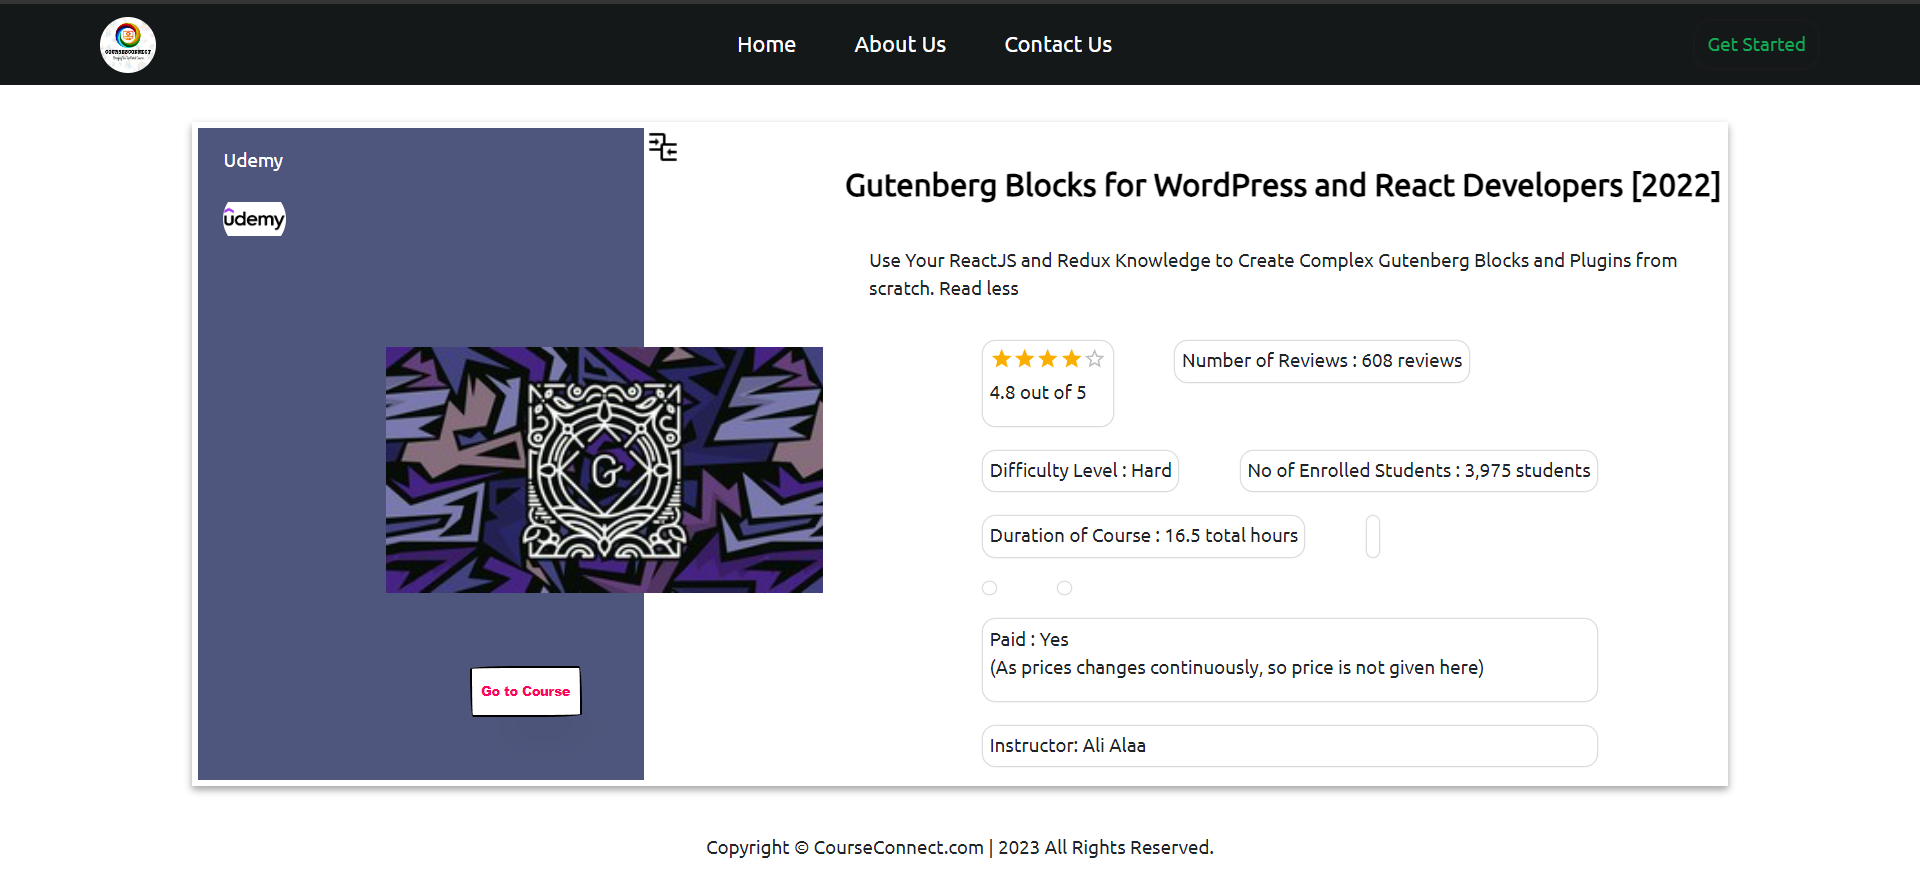 COURSESCONNECT
Home
About Us
Contact Us
Get Started
Udemy
udemy
Gutenberg Blocks for WordPress and React Developers [2022]
Use Your ReactJS and Redux Knowledge to Create Complex Gutenberg Blocks and Plugins from
scratch. Read less
4.8 out of 5
Number of Reviews : 608 reviews
Difficulty Level : Hard
No of Enrolled Students : 3,975 students
Duration of Course : 16.5 total hours
G
Paid : Yes
(As prices changes continuously, so price is not given here)
Go to Course
Instructor: Ali Alaa
Copyright © CourseConnect.com | 2023 All Rights Reserved.